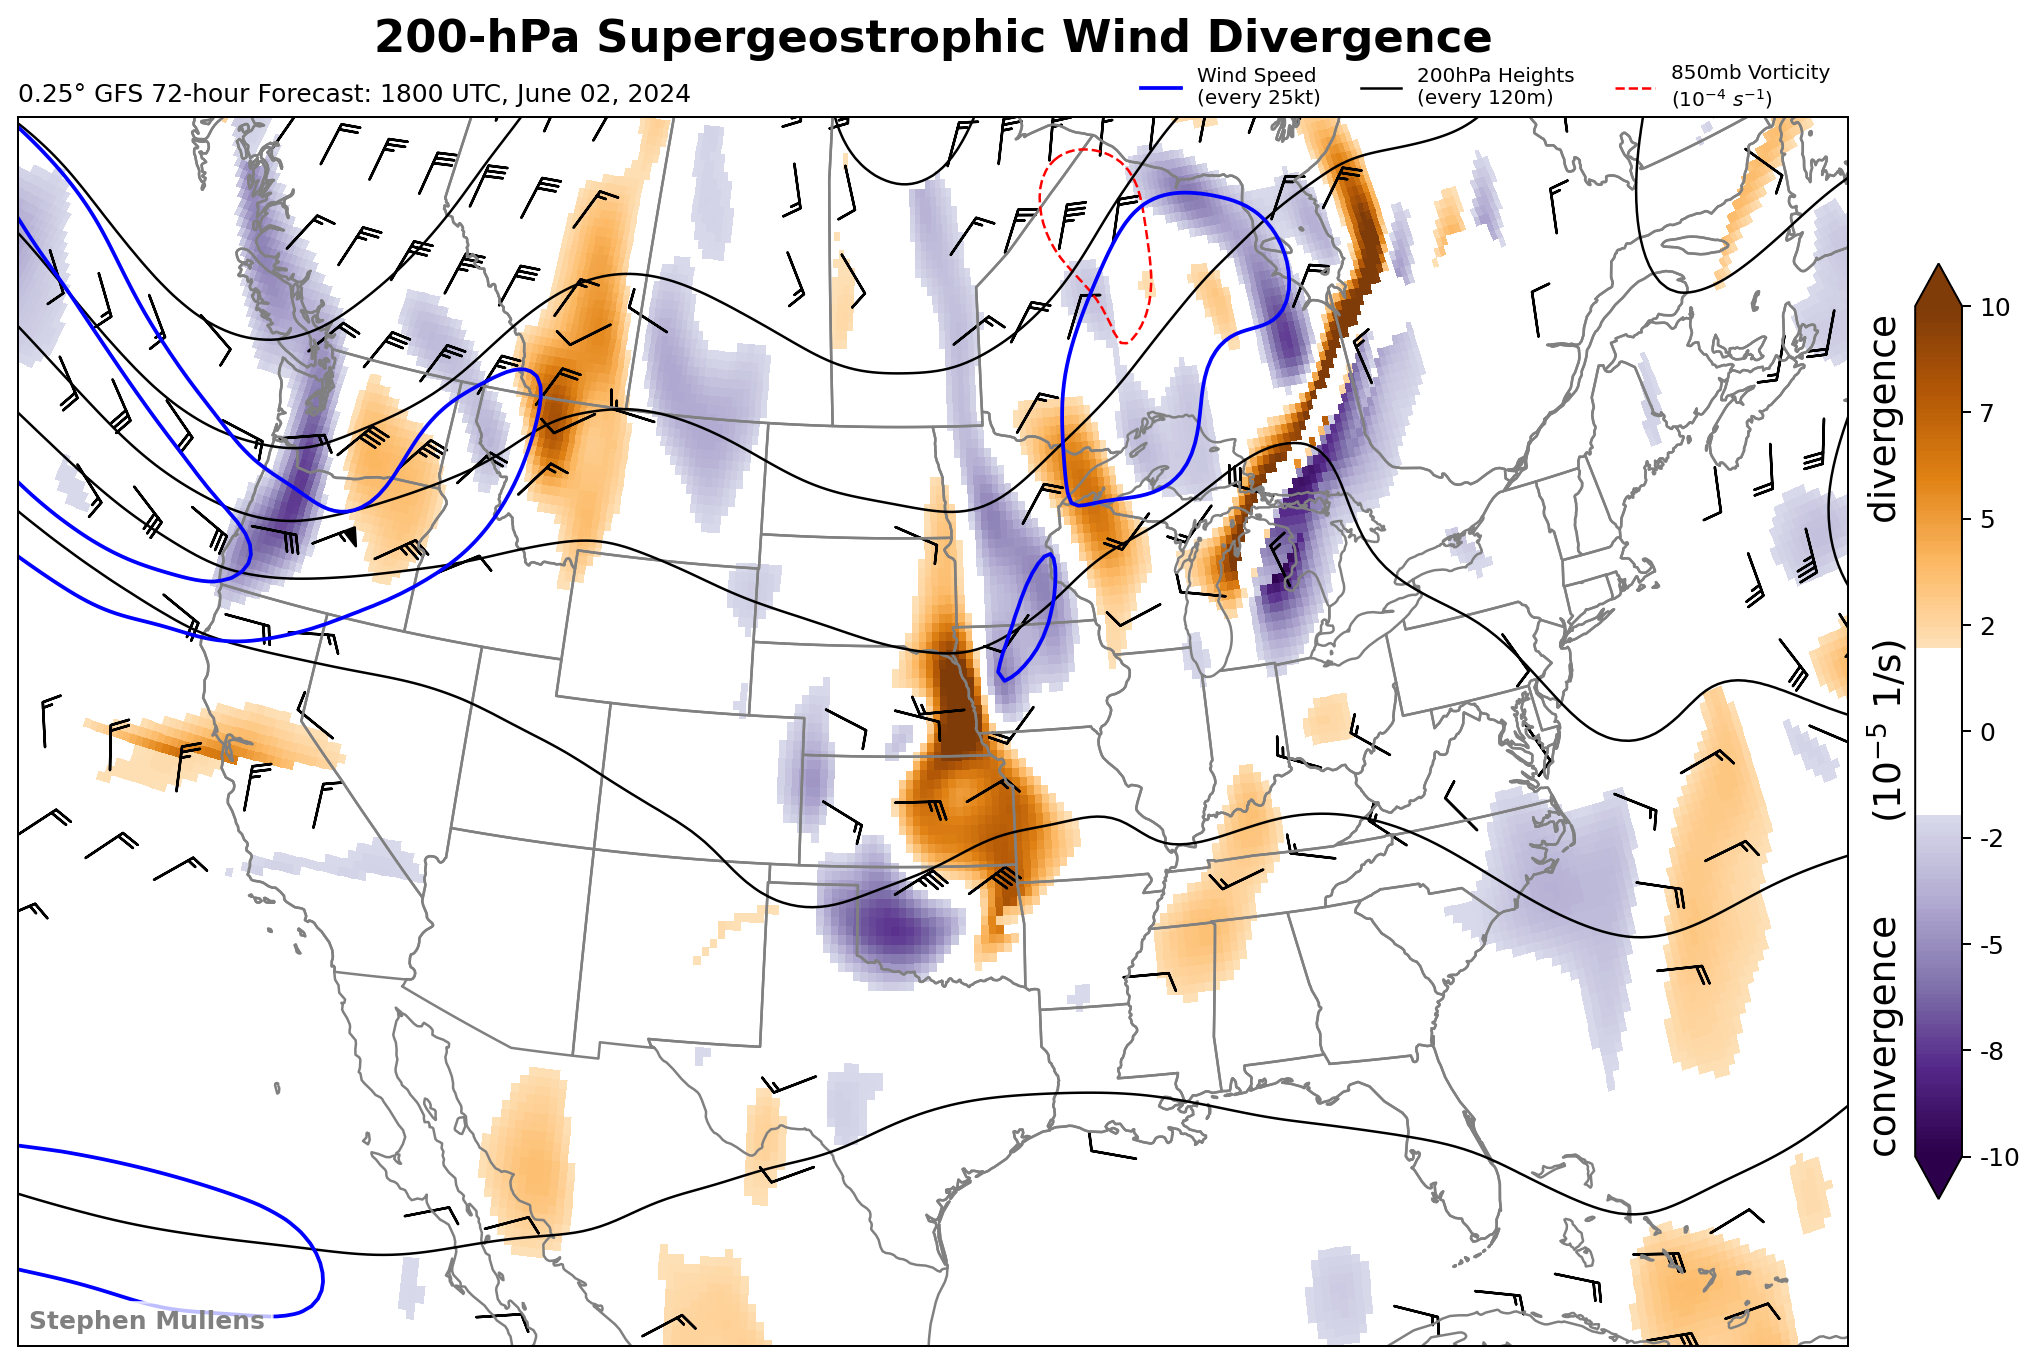 200-hPa Supergeostrophic Wind Divergence
0.25° GFS 72-hour Forecast: 1800 UTC, June 02, 2024
Wind Speed
(every 25kt)
200hPa Heights
(every 120m)
850mb Vorticity
(10⁻⁴ s⁻¹)
10
7
5
2
0
-2
-5
-8
-10
convergence (10⁻⁵ 1/s) divergence
Stephen Mullens